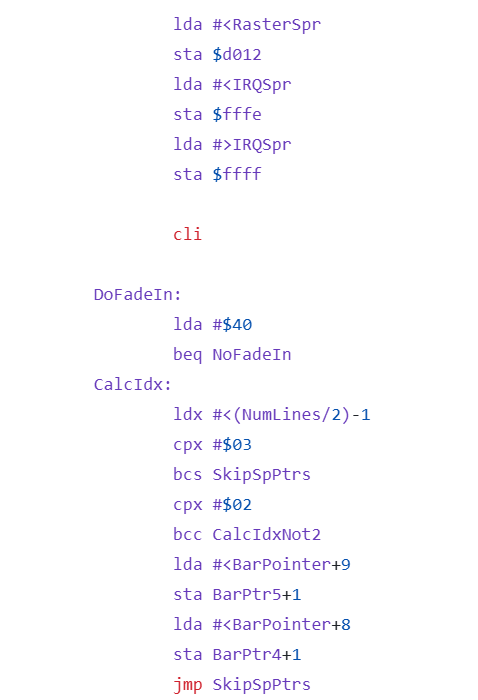 lda #<RasterSpr
sta $d012
lda #<IRQSpr
sta $fffe
lda #>IRQSpr
sta $ffff
cli
DoFadeIn:
lda #$40
beq NoFadeIn
CalcIdx:
ldx #<(NumLines/2)-1
cpx #$03
bcs SkipSpPtrs
cpx #$02
bcc CalcIdxNot2
lda #<BarPointer+9
sta BarPtr5+1
lda #<BarPointer+8
sta BarPtr4+1
jmp SkipSpPtrs